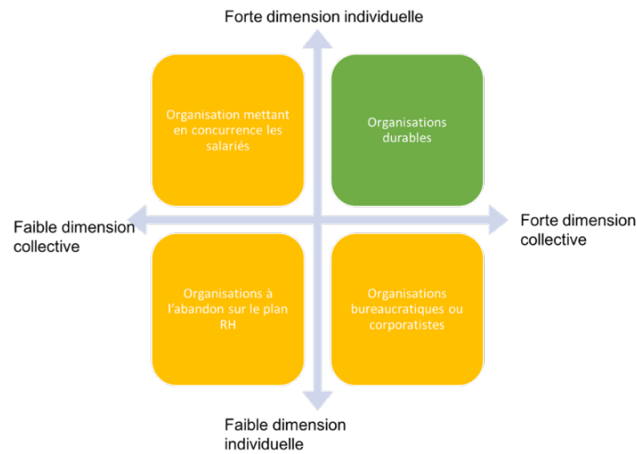 Forte dimension individuelle
Organisation mettant
en concurrence les
salariés
Organisations
durables
Faible dimension
collective
Forte dimension
collective
Organisations à
l'abandon sur le plan
RH
Organisations
bureaucratiques ou
corporatistes
Faible dimension
individuelle